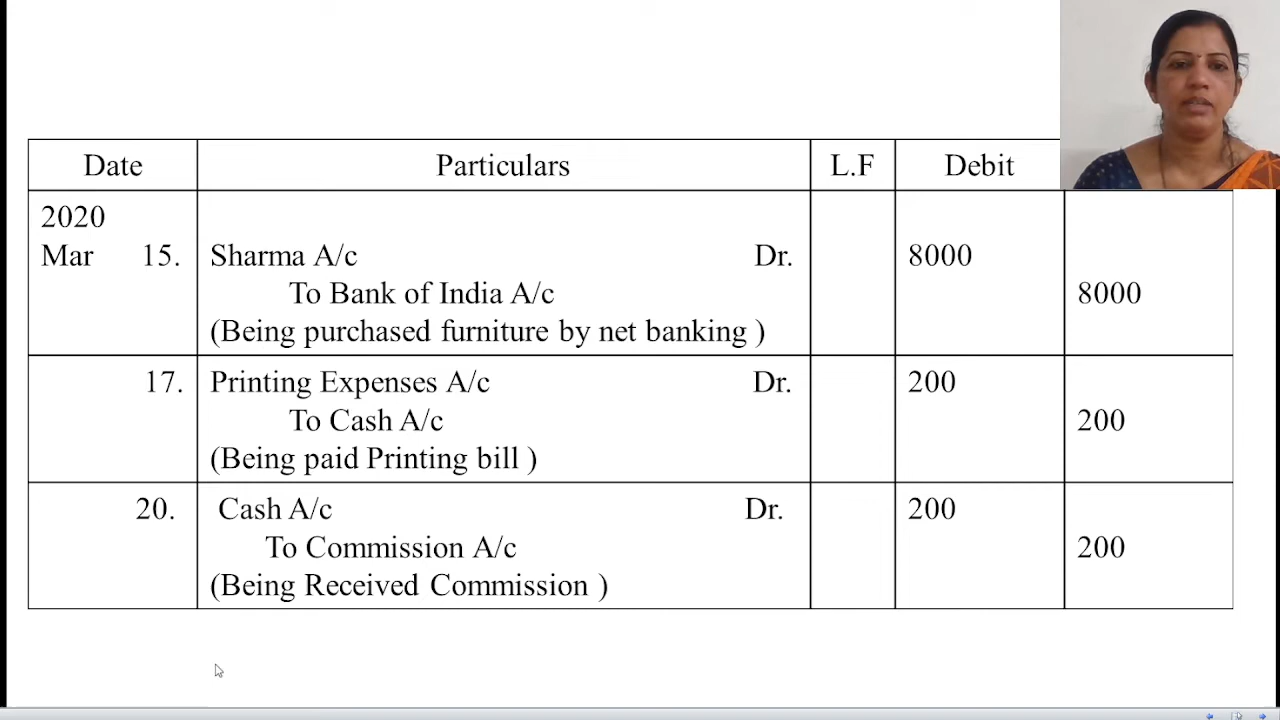 Date Particulars L.F Debit
2020
Mar 15. Sharma A/c Dr. 8000
To Bank of India A/c 8000
(Being purchased furniture by net banking )
17. Printing Expenses A/c Dr. 200
To Cash A/c 200
(Being paid Printing bill )
20. Cash A/c Dr. 200
To Commission A/c 200
(Being Received Commission )